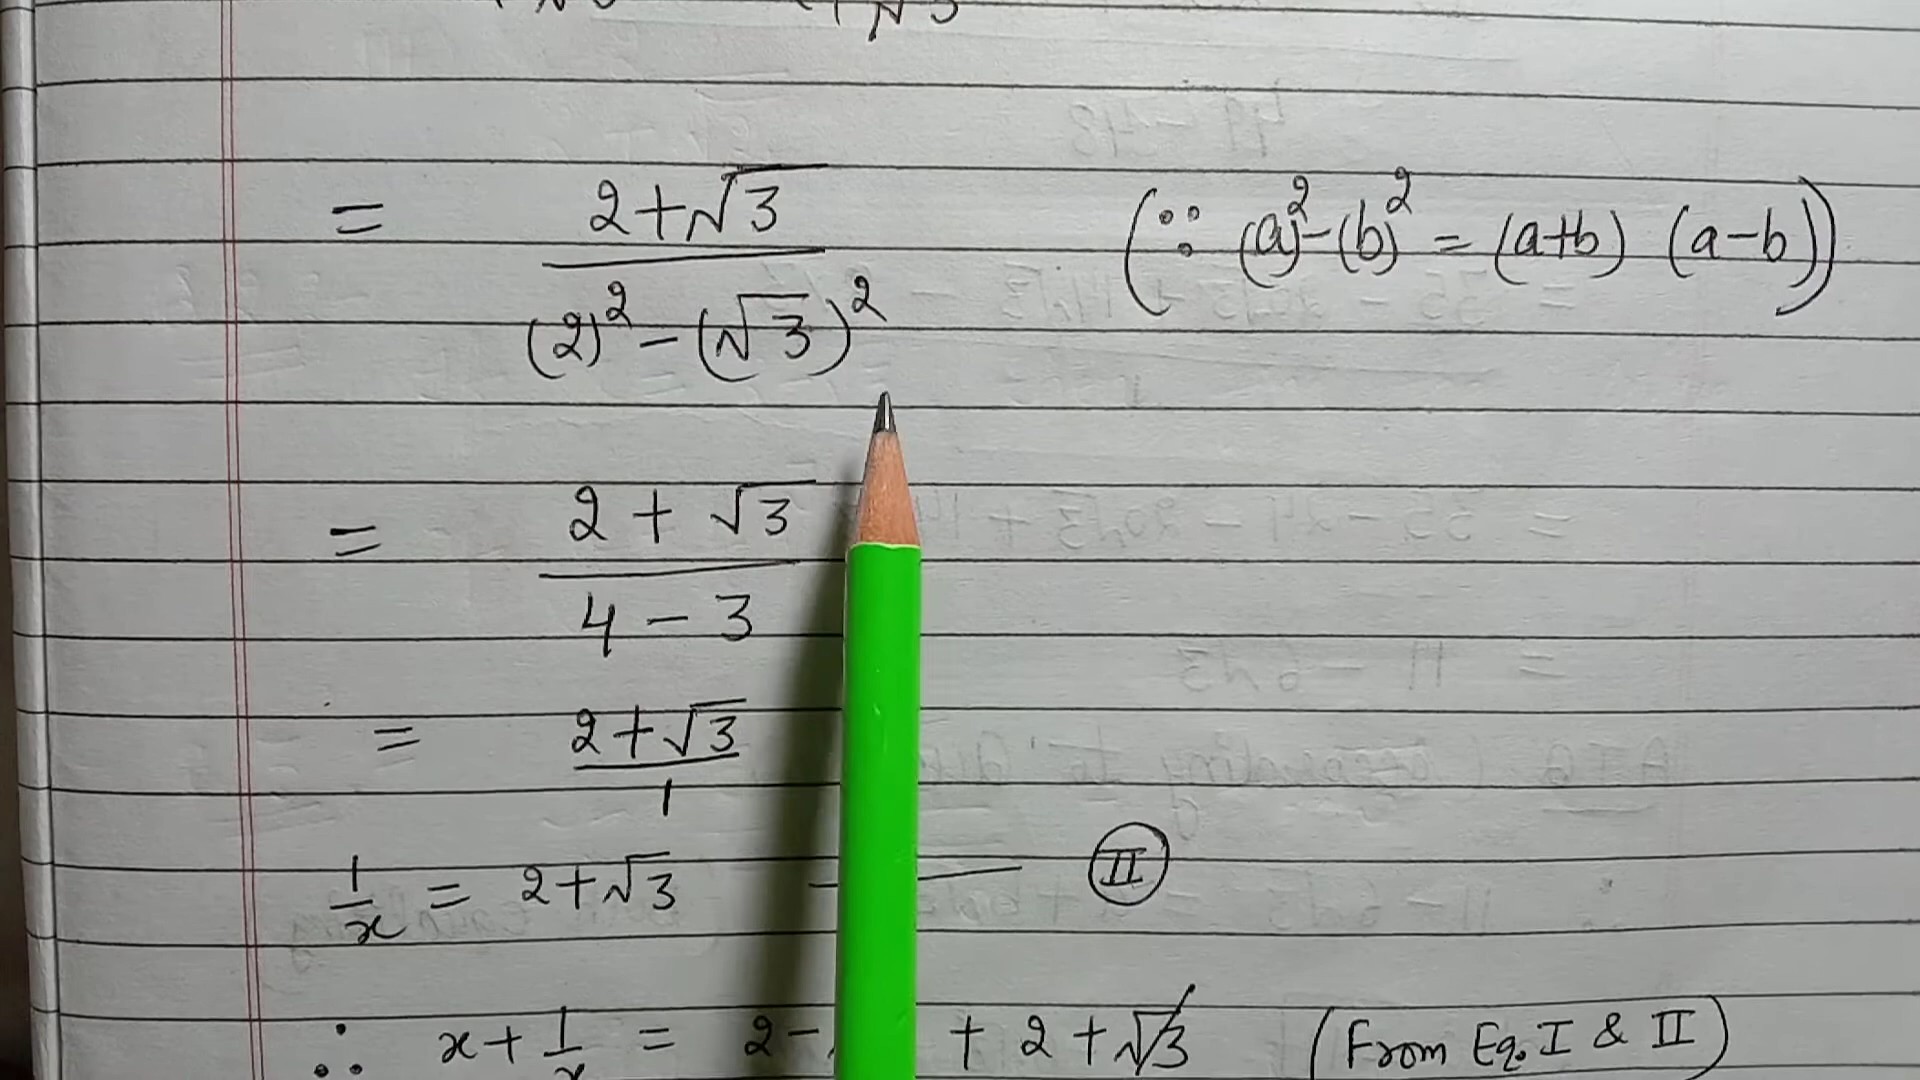 = 2+√3 / (2)² - (√3)² (∵ (a)² - (b)² = (a+b) (a-b))
= 2 + √3 / 4 - 3
= 2+√3 / 1
1/x = 2+√3 — II
∴ x + 1/x = 2 - + 2 + √3 (From Eq. I & II)